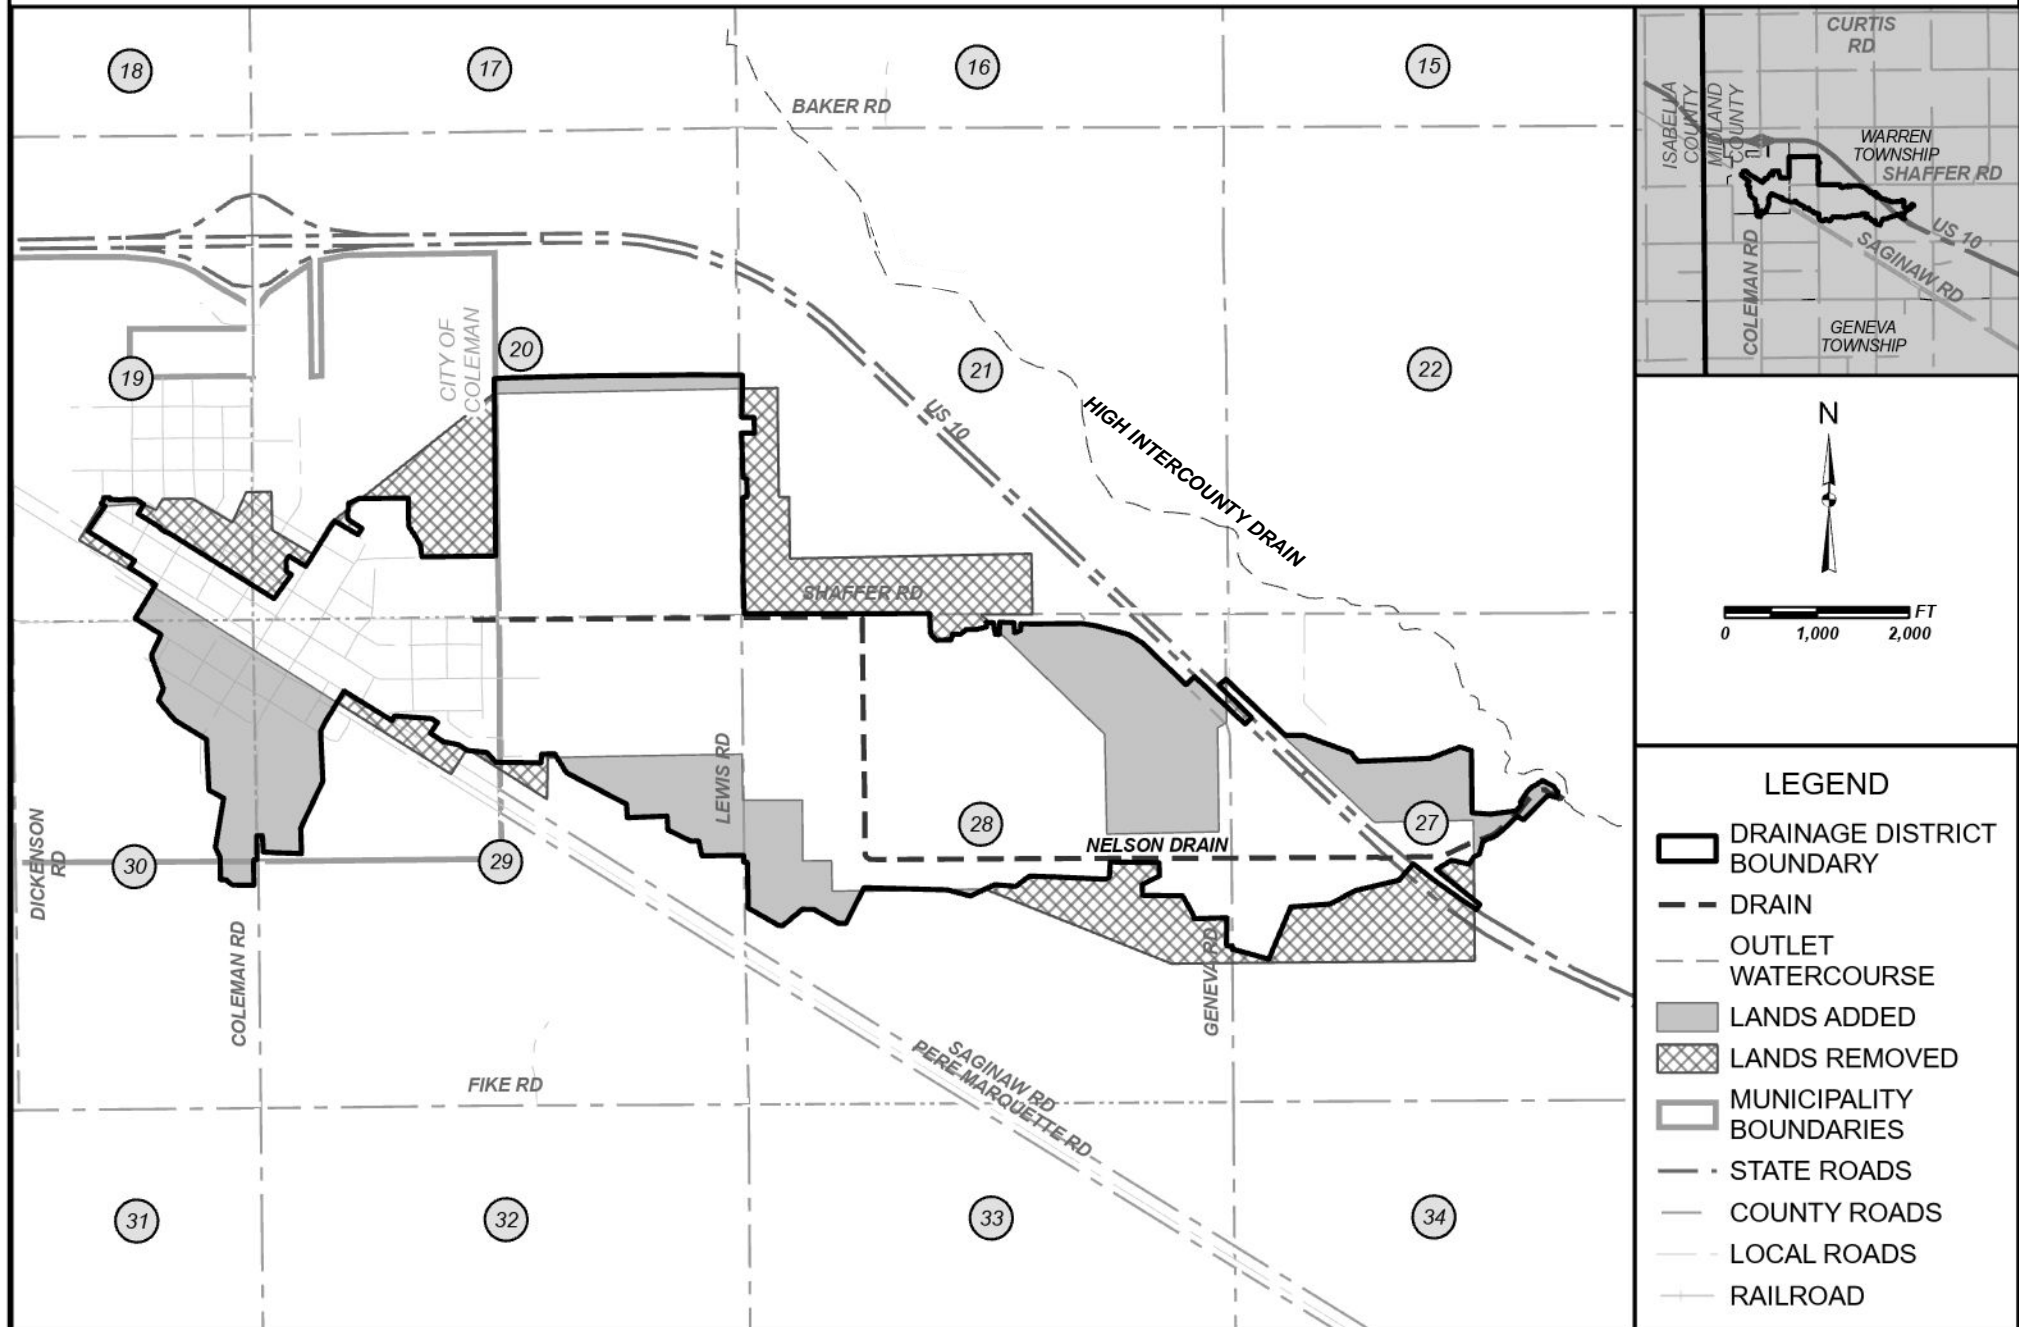 18
17
16
15
BAKER RD
CITY OF
COLEMAN
20
19
21
22
US 10
HIGH INTERCOUNTY DRAIN
SHAFFER RD
LEWIS RD
DICKENSON
RD
30
29
28
27
NELSON DRAIN
COLEMAN RD
GENEVA RD
FIKE RD
SAGINAW RD
PERE MARQUETTE RD
31
32
33
34
CURTIS
RD
ISABELLA
COUNTY
MIDLAND
COUNTY
WARREN
TOWNSHIP
SHAFFER RD
US 10
SAGINAW RD
COLEMAN RD
GENEVA
TOWNSHIP
N
FT
0 1,000 2,000
LEGEND
DRAINAGE DISTRICT
BOUNDARY
DRAIN
OUTLET
WATERCOURSE
LANDS ADDED
LANDS REMOVED
MUNICIPALITY
BOUNDARIES
STATE ROADS
COUNTY ROADS
LOCAL ROADS
RAILROAD